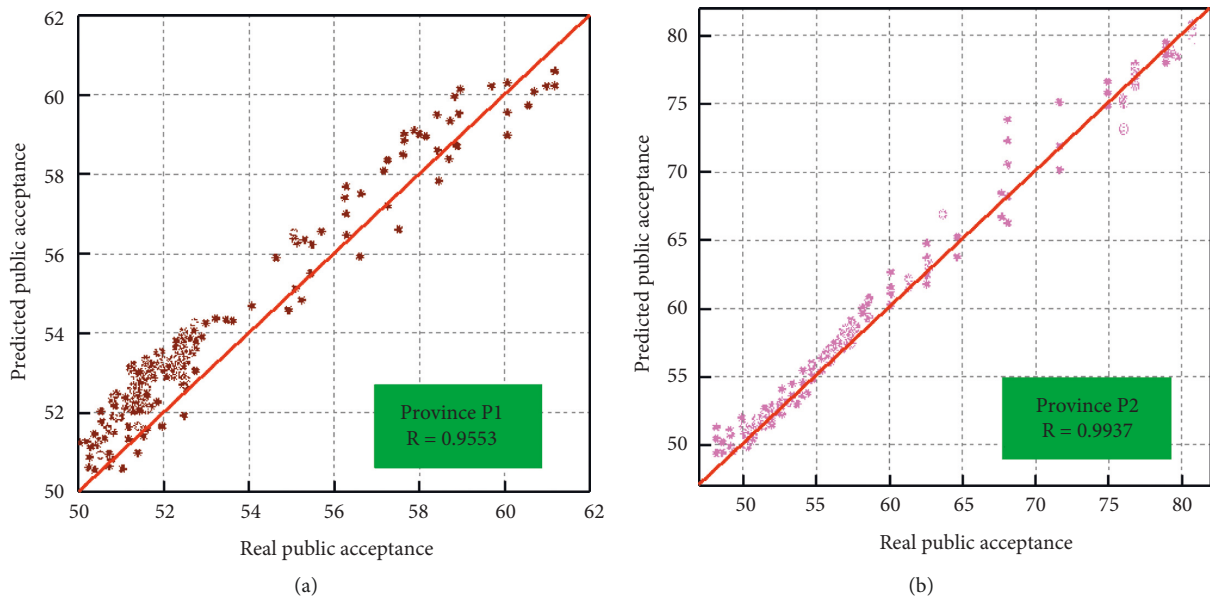 62
60
58
56
54
52
50
Predicted public acceptance
Province P1
R = 0.9553
50 52 54 56 58 60 62
Real public acceptance
(a)
80
75
70
65
60
55
50
Predicted public acceptance
Province P2
R = 0.9937
50 55 60 65 70 75 80
Real public acceptance
(b)